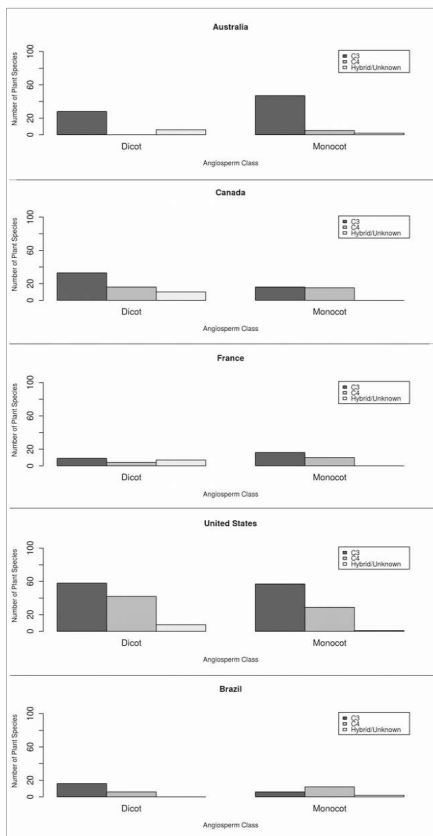 Australia
Number of Plant Species
100
60
20
0
C3
C4
Hybrid/Unknown
Dicot
Monocot
Angiosperm Class
Canada
Number of Plant Species
100
60
20
0
C3
C4
Hybrid/Unknown
Dicot
Monocot
Angiosperm Class
France
Number of Plant Species
100
60
20
0
C3
C4
Hybrid/Unknown
Dicot
Monocot
Angiosperm Class
United States
Number of Plant Species
100
60
20
0
C3
C4
Hybrid/Unknown
Dicot
Monocot
Angiosperm Class
Brazil
Number of Plant Species
100
60
20
0
C3
C4
Hybrid/Unknown
Dicot
Monocot
Angiosperm Class